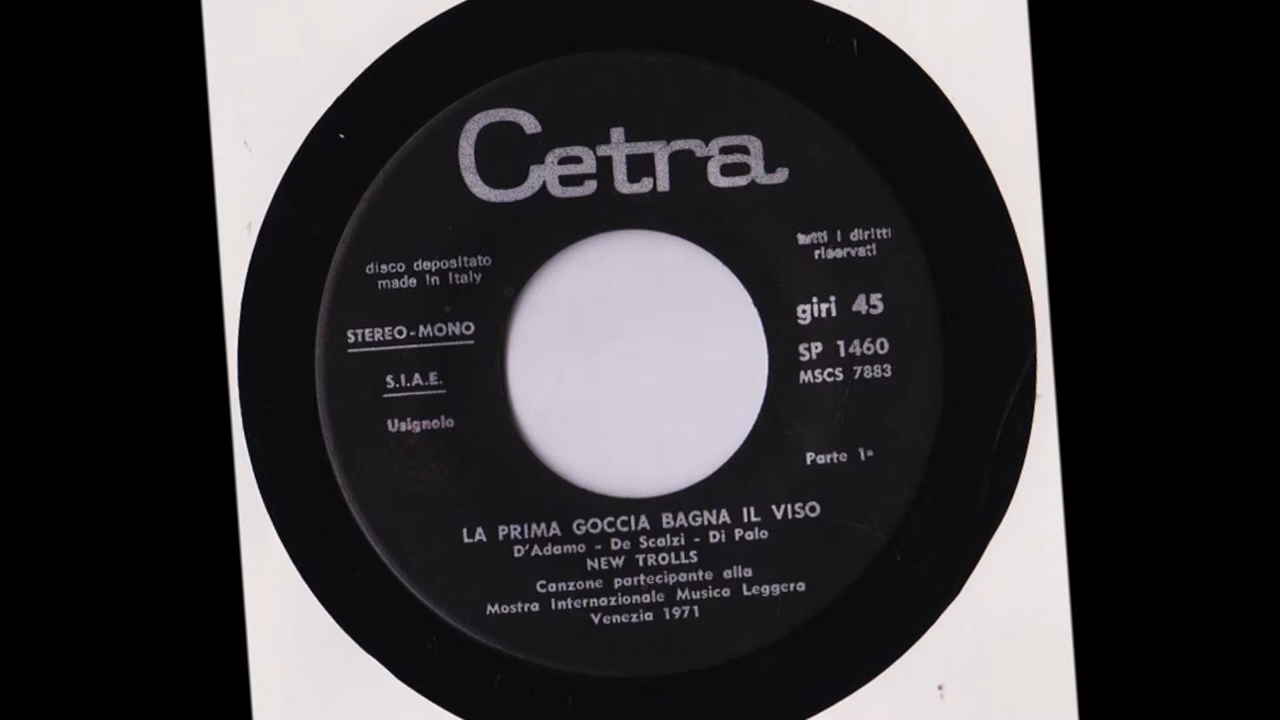 Cetra
disco depositato
made in Italy
STEREO-MONO
S.I.A.E.
Usignolo
tutti i diritti
riservati
giri 45
SP 1460
MSCS 7883
Parte 1ª
LA PRIMA GOCCIA BAGNA IL VISO
D'Adamo - De Scalzi - Di Palo
NEW TROLLS
Canzone partecipante alla
Mostra Internazionale Musica Leggera
Venezia 1971